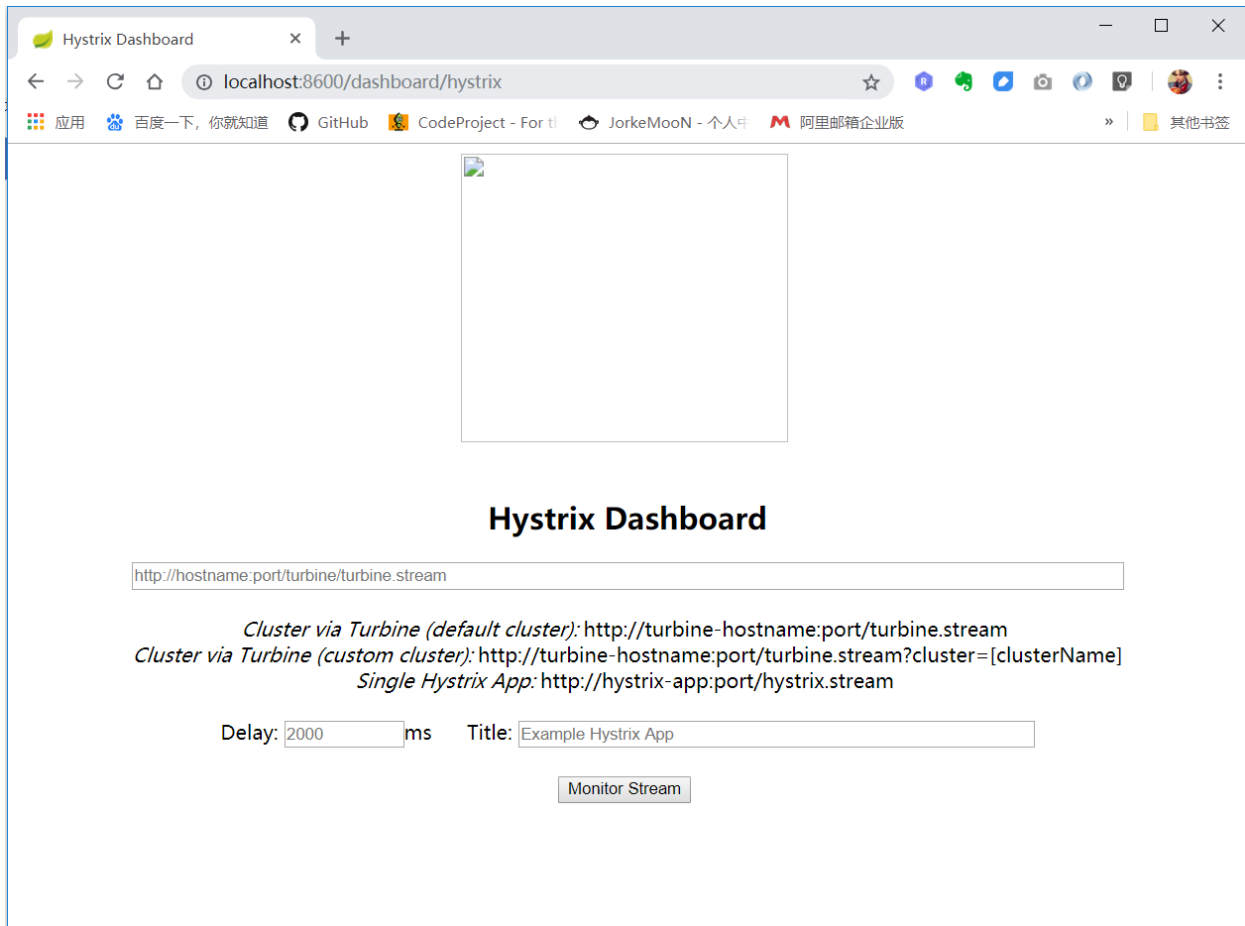 Hystrix Dashboard
localhost:8600/dashboard/hystrix
应用 百度一下，你就知道 GitHub CodeProject - For t JorkeMooN - 个人中 阿里邮箱企业版 » 其他书签
Hystrix Dashboard
http://hostname:port/turbine/turbine.stream
Cluster via Turbine (default cluster): http://turbine-hostname:port/turbine.stream
Cluster via Turbine (custom cluster): http://turbine-hostname:port/turbine.stream?cluster=[clusterName]
Single Hystrix App: http://hystrix-app:port/hystrix.stream
Delay: 2000 ms Title: Example Hystrix App
Monitor Stream